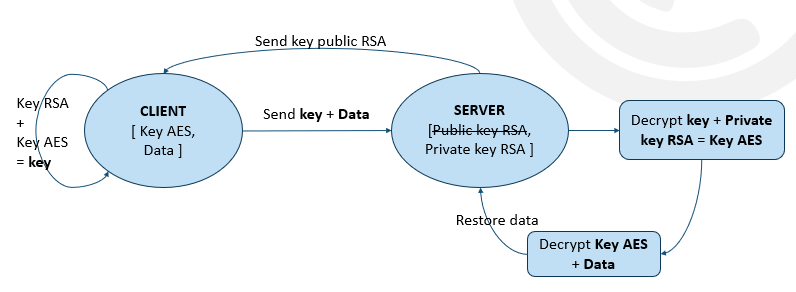 Send key public RSA
Key RSA
+
Key AES
= key
CLIENT
[ Key AES,
Data ]
Send key + Data
SERVER
[Public key RSA,
Private key RSA ]
Decrypt key + Private
key RSA = Key AES
Restore data
Decrypt Key AES
+ Data